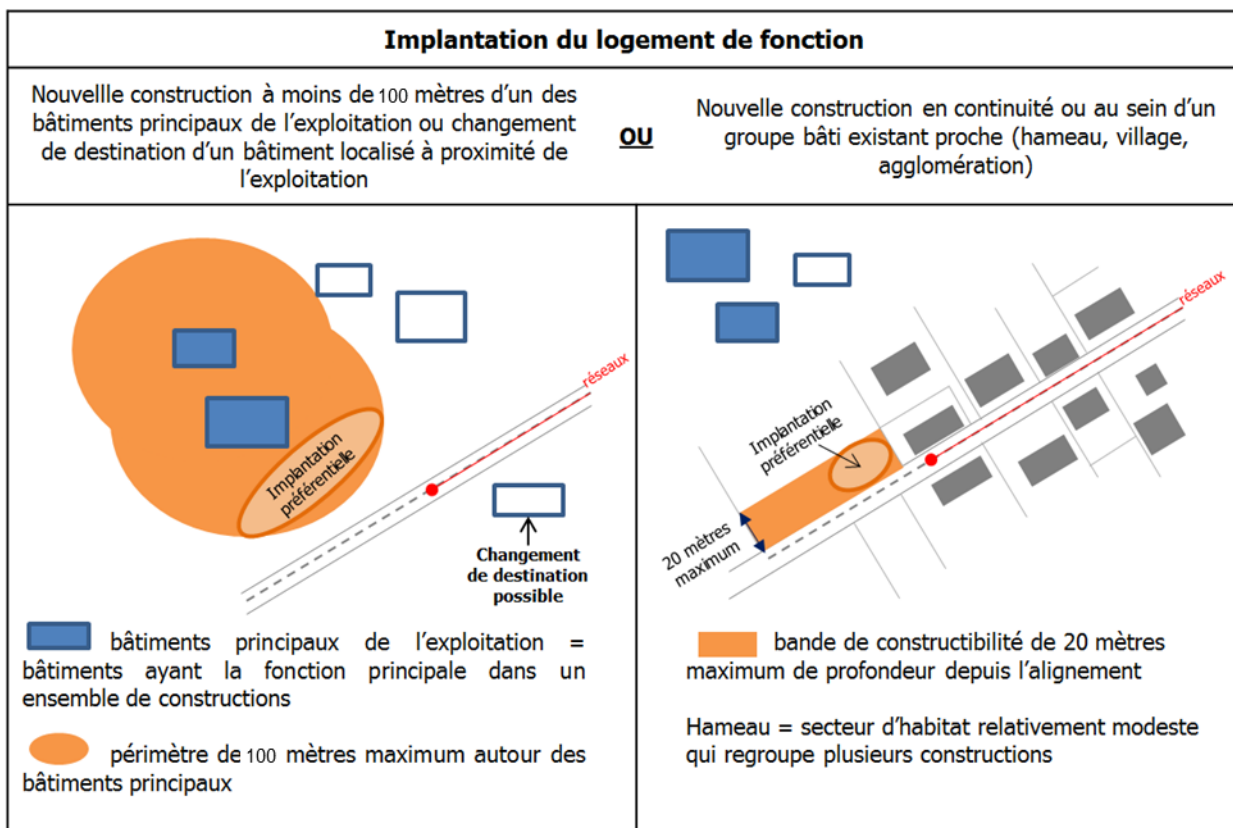 Implantation du logement de fonction
Nouvellle construction à moins de 100 mètres d’un des
bâtiments principaux de l’exploitation ou changement
de destination d’un bâtiment localisé à proximité de
l’exploitation
OU
Nouvelle construction en continuité ou au sein d’un
groupe bâti existant proche (hameau, village,
agglomération)
réseaux
Implantation
préférentielle
Changement
de destination
possible
bâtiments principaux de l’exploitation =
bâtiments ayant la fonction principale dans un
ensemble de constructions
périmètre de 100 mètres maximum autour des
bâtiments principaux
réseaux
Implantation
préférentielle
20 mètres
maximum
bande de constructibilité de 20 mètres
maximum de profondeur depuis l’alignement
Hameau = secteur d’habitat relativement modeste
qui regroupe plusieurs constructions